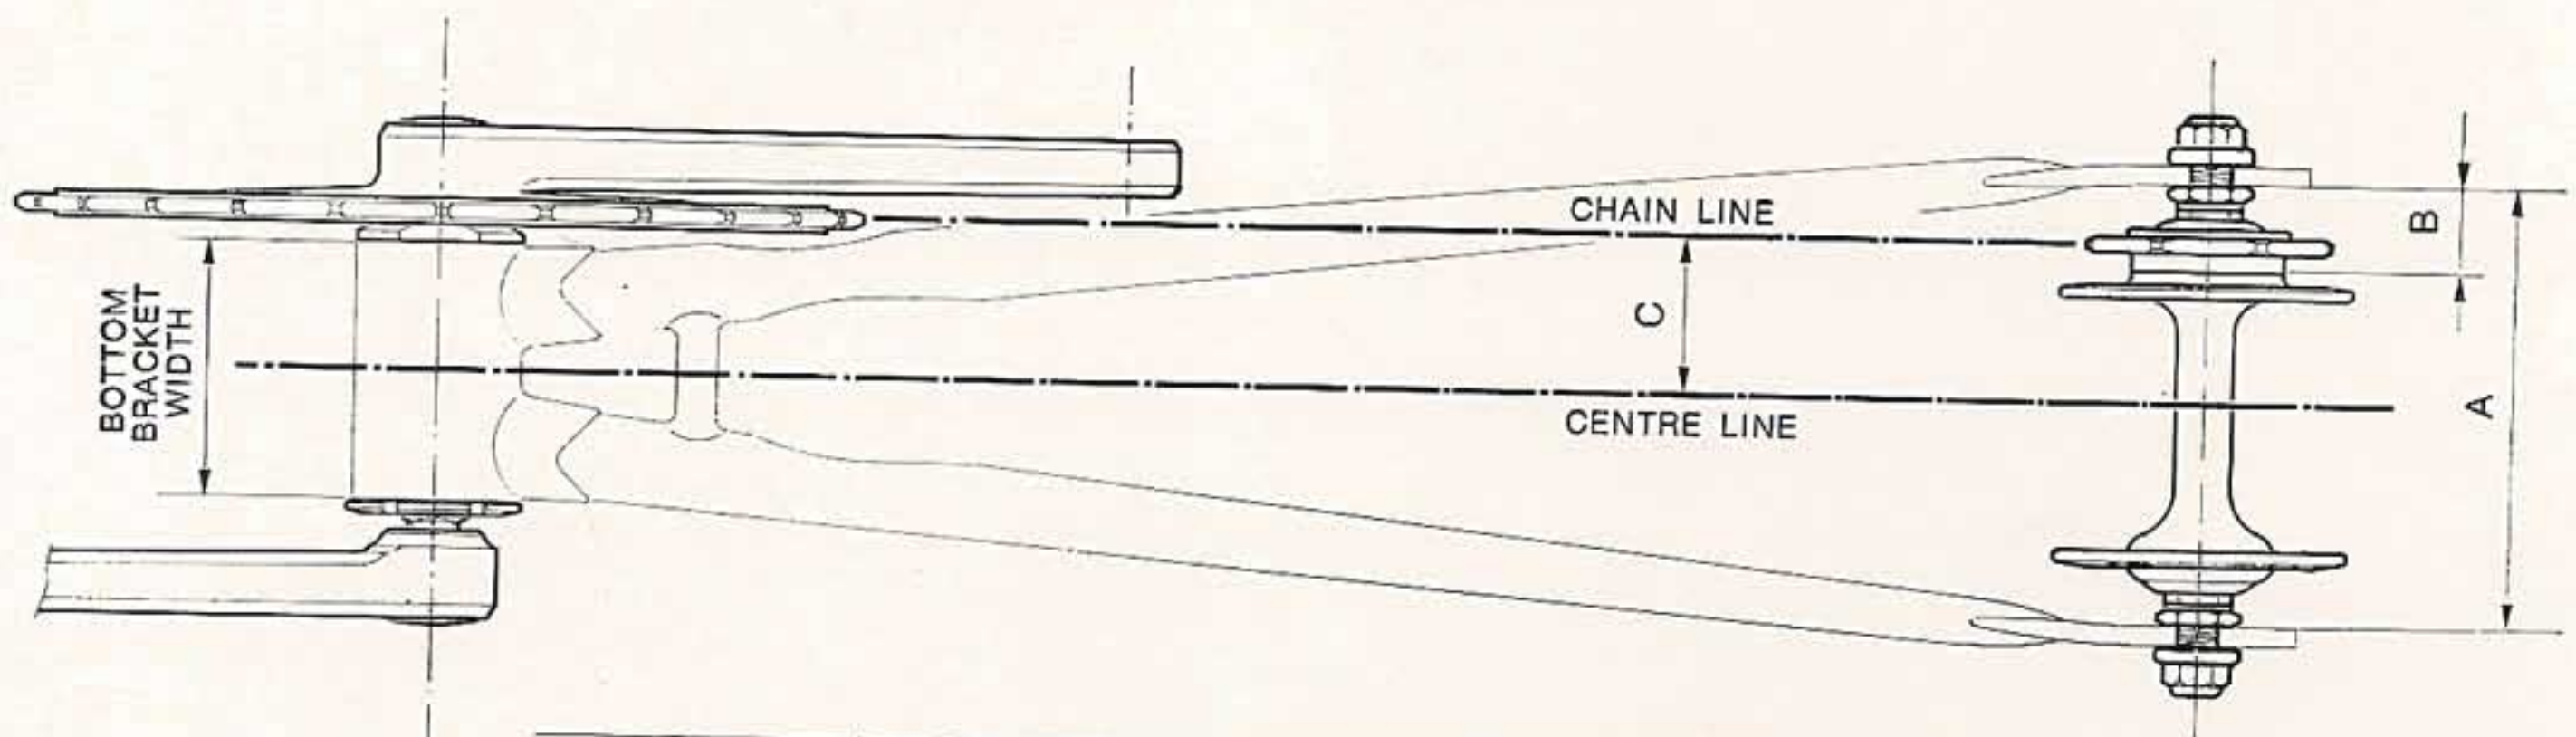 BOTTOM
BRACKET
WIDTH
CHAIN LINE
C
CENTRE LINE
B
A